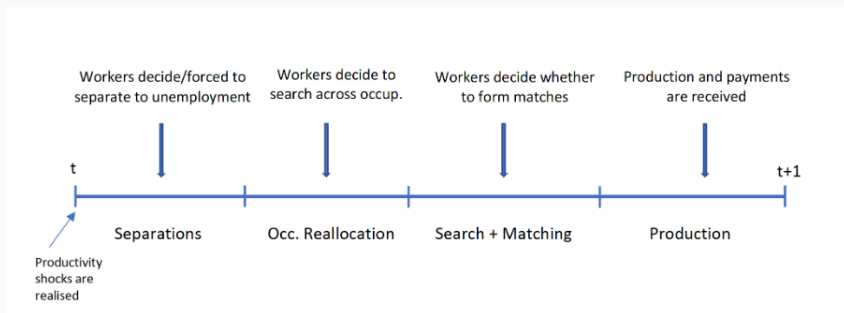 Workers decide/forced to
separate to unemployment
Workers decide to
search across occup.
Workers decide whether
to form matches
Production and payments
are received
t
t+1
Separations
Occ. Reallocation
Search + Matching
Production
Productivity
shocks are
realised